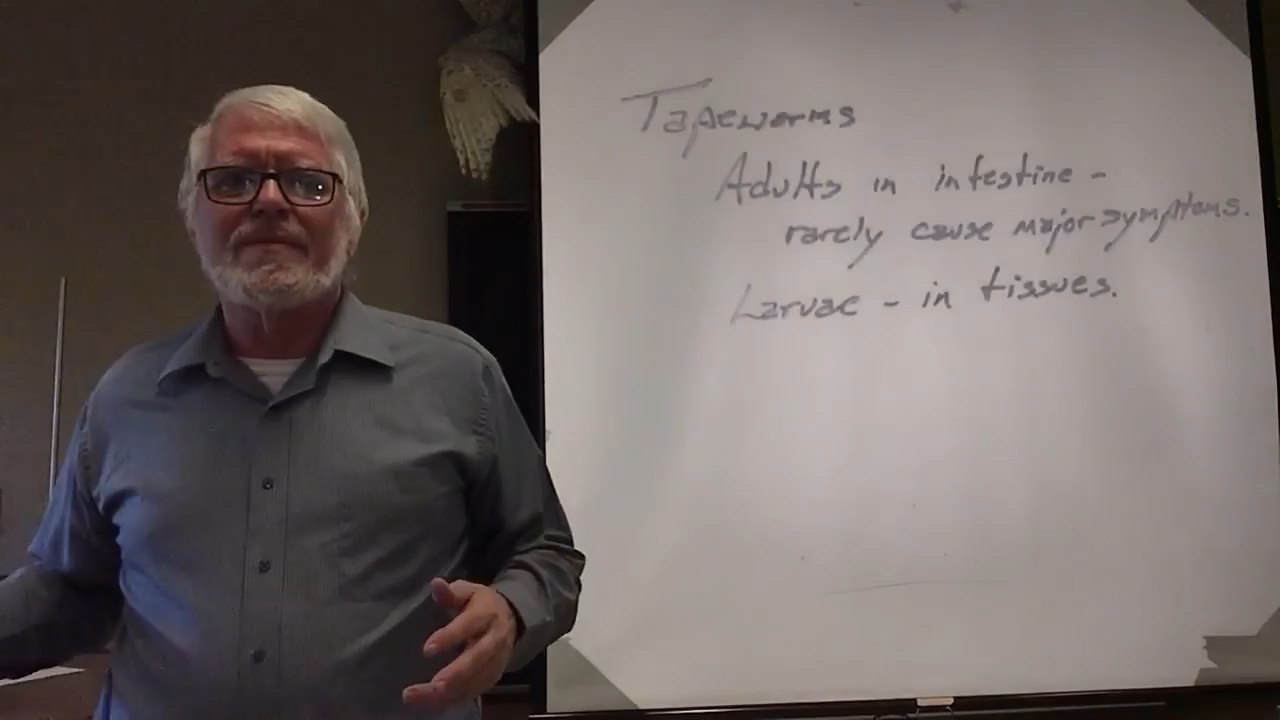 Tapeworms
Adults in intestine -
rarely cause major symptoms.
Larvae - in tissues.